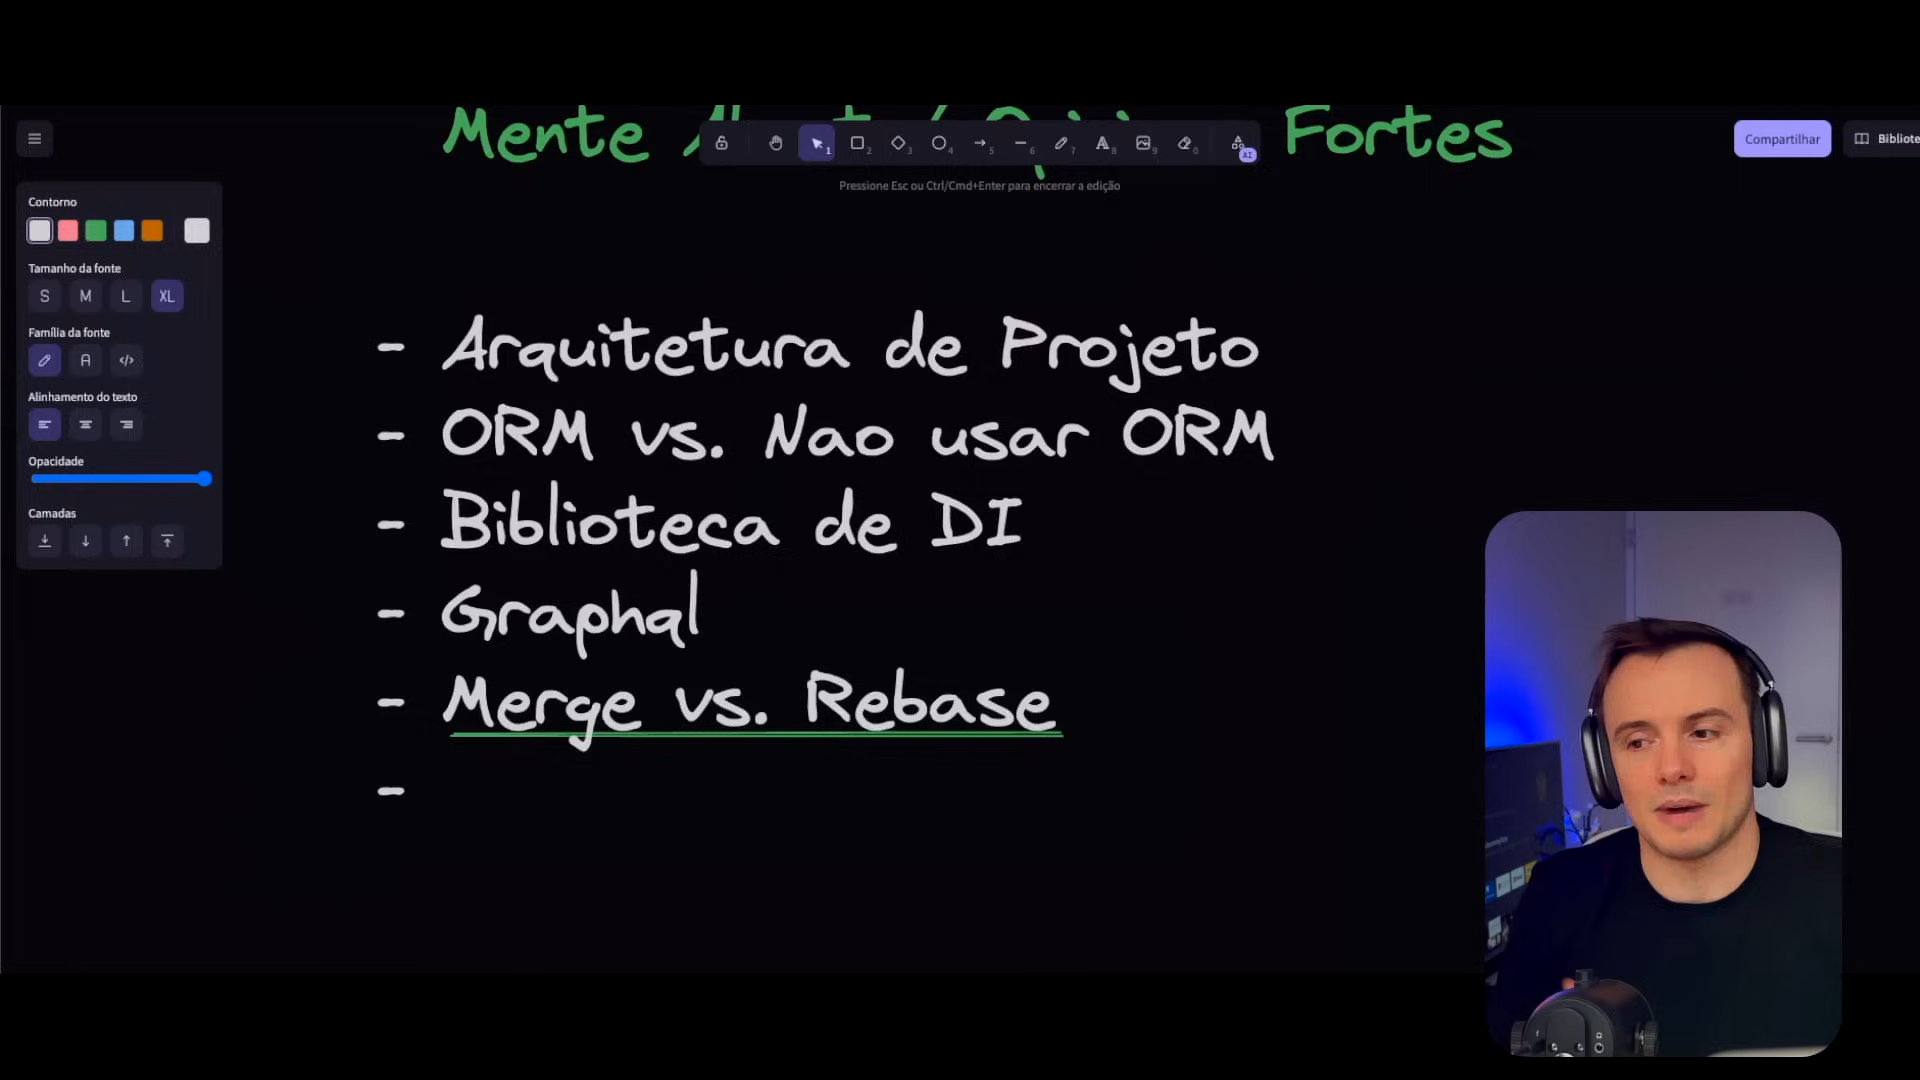 Mente Fortes
Compartilhar
Bibliote
Pressione Esc ou Ctrl/Cmd+Enter para encerrar a edição
Contorno
Tamanho da fonte
S M L XL
Família da fonte
Alinhamento do texto
Opacidade
Camadas
- Arquitetura de Projeto
- ORM vs. Nao usar ORM
- Biblioteca de DI
- Graphql
- Merge vs. Rebase
-